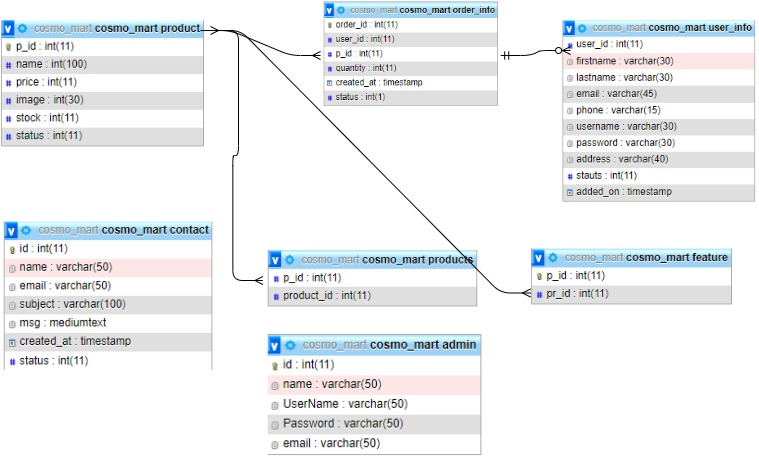 cosmo_mart cosmo_mart product
p_id : int(11)
name : int(100)
price : int(11)
image : int(30)
stock : int(11)
status : int(11)
cosmo_mart cosmo_mart order_info
order_id : int(11)
user_id : int(11)
p_id : int(11)
quantity : int(11)
created_at : timestamp
status : int(1)
cosmo_mart cosmo_mart user_info
user_id : int(11)
firstname : varchar(30)
lastname : varchar(30)
email : varchar(45)
phone : varchar(15)
username : varchar(30)
password : varchar(30)
address : varchar(40)
stauts : int(11)
added_on : timestamp
cosmo_mart cosmo_mart contact
id : int(11)
name : varchar(50)
email : varchar(50)
subject : varchar(100)
msg : mediumtext
created_at : timestamp
status : int(11)
cosmo_mart cosmo_mart products
p_id : int(11)
product_id : int(11)
cosmo_mart cosmo_mart feature
p_id : int(11)
pr_id : int(11)
cosmo_mart cosmo_mart admin
id : int(11)
name : varchar(50)
UserName : varchar(50)
Password : varchar(50)
email : varchar(50)